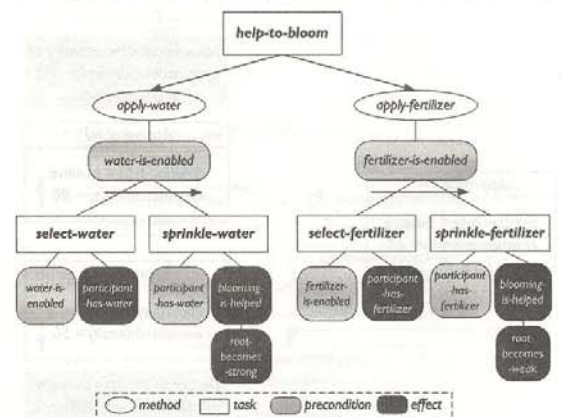 help-to-bloom
apply-water
apply-fertilizer
water-is-enabled
fertilizer-is-enabled
select-water
sprinkle-water
select-fertilizer
sprinkle-fertilizer
water-is-
enabled
participant
-has-water
participant
-has-water
blooming-
is-helped
root-
becomes
-strong
fertilizer-
is-enabled
participant
-has-
fertilizer
participant
-has-
fertilizer
blooming-
is-helped
root-
becomes
-weak
method
task
precondition
effect